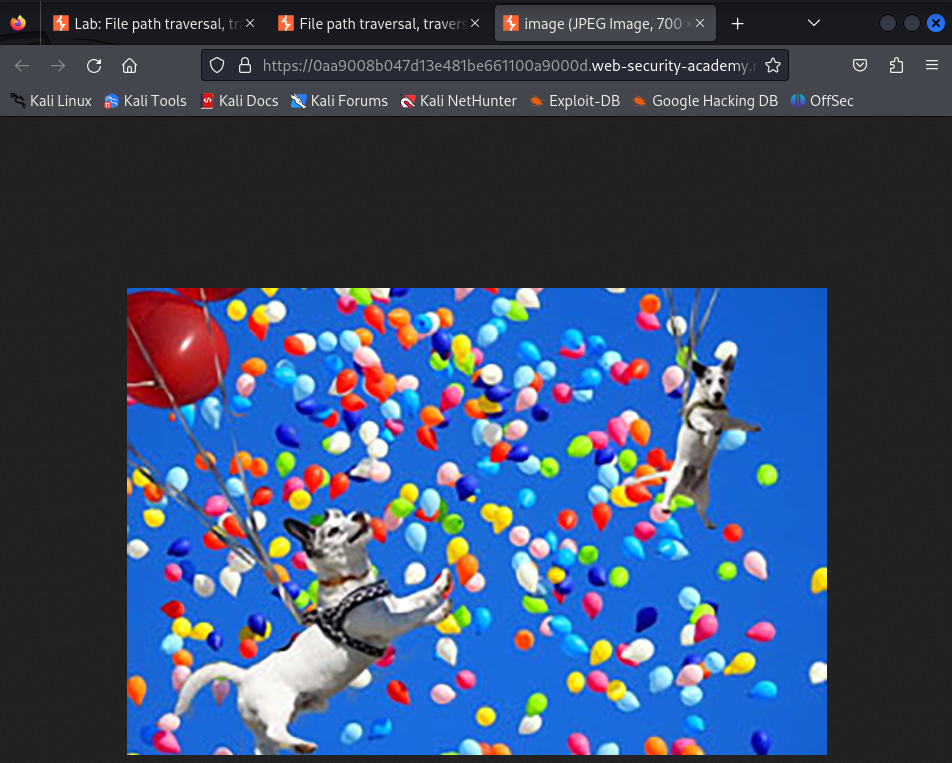 Lab: File path traversal, tr
File path traversal, travers
image (JPEG Image, 700
https://0aa9008b047d13e481be661100a9000d.web-security-academy.
Kali Linux Kali Tools Kali Docs Kali Forums Kali NetHunter Exploit-DB Google Hacking DB OffSec